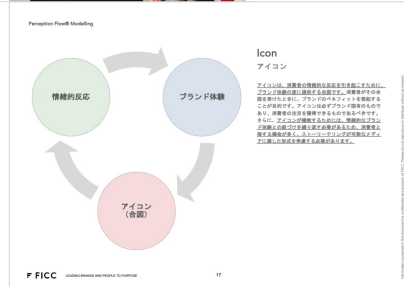 Perception Flow® Modelling
情緒的反応
ブランド体験
アイコン
(合図)
Icon
アイコン
アイコンは、消費者の情緒的な反応を引き起こすために、
ブランド体験の度に提供する合図です。消費者がその合
図を受けたときに、ブランドのベネフィットを想起する
ことが目的です。アイコンは必ずブランド固有のもので
あり、消費者の注目を獲得できるものであるべきです。
さらに、アイコンが機能するためには、情緒的なブラン
ド体験との紐づけを繰り返す必要があるため、消費者と
接する機会が多く、ストーリーテリングが可能なメディ
アに適した形式を考慮する必要があります。
FICC
LEADING BRANDS AND PEOPLE TO PURPOSE
17